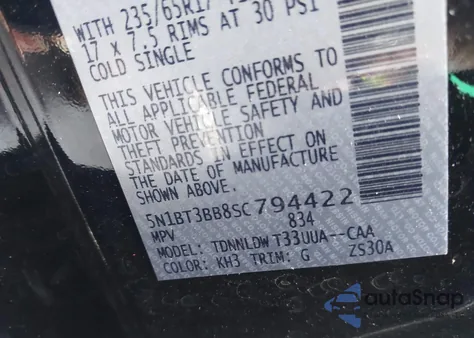 WITH 235/65R17
17 X 7.5 RIMS AT 30 PSI
COLD SINGLE
THIS VEHICLE CONFORMS TO
ALL APPLICABLE FEDERAL
MOTOR VEHICLE SAFETY AND
THEFT PREVENTION
STANDARDS IN EFFECT ON
THE DATE OF MANUFACTURE
SHOWN ABOVE.
5N1BT3BB8SC794422
MPV 834
MODEL: TDNNLDW T33UUA--CAA
COLOR: KH3 TRIM: G ZS30A
autoSnap